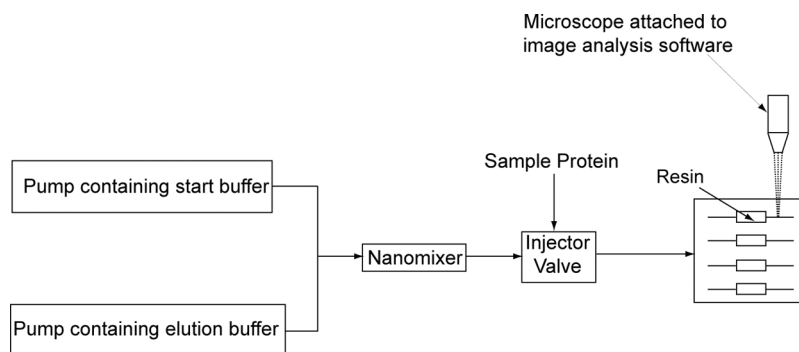 Microscope attached to
image analysis software
Sample Protein
Resin
Pump containing start buffer
Nanomixer
Injector
Valve
Pump containing elution buffer